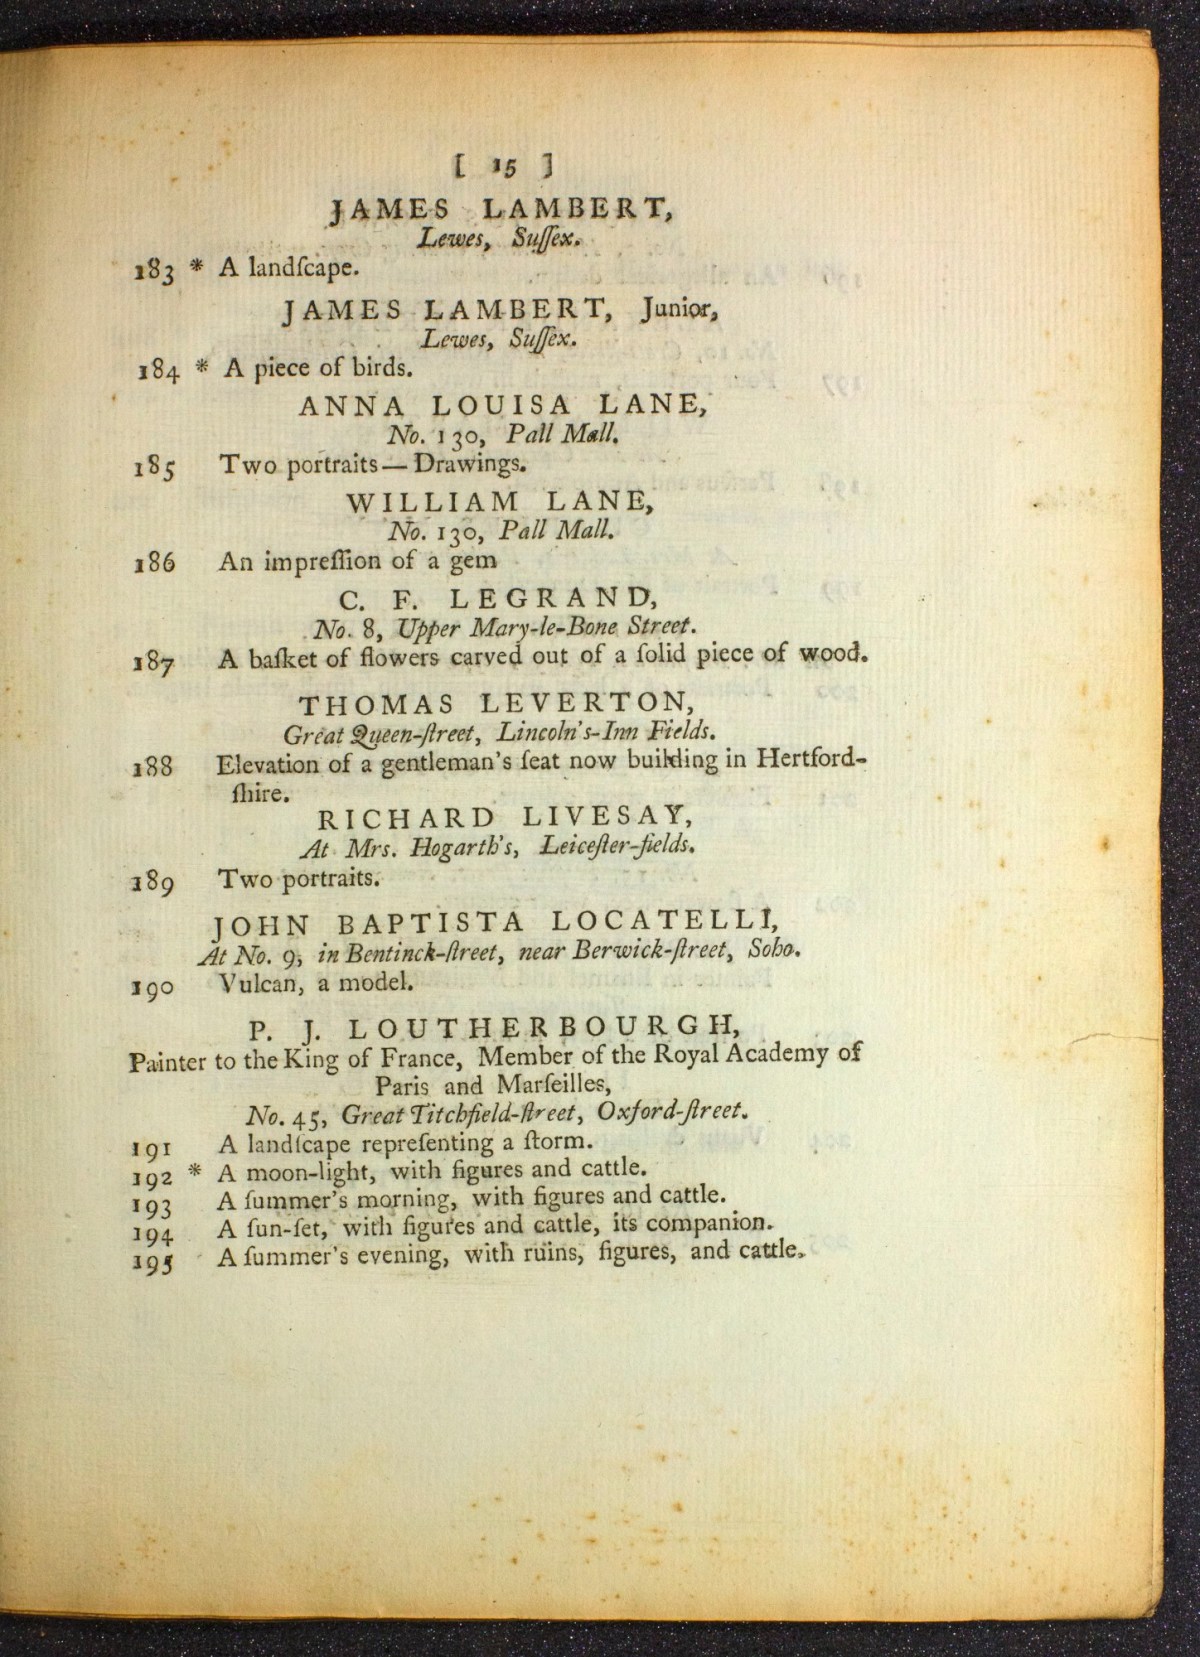 [ 15 ]
JAMES LAMBERT,
Lewes, Suſſex.
183 * A landſcape.
JAMES LAMBERT, Junior,
Lewes, Suſſex.
184 * A piece of birds.
ANNA LOUISA LANE,
No. 130, Pall Mall.
185 Two portraits — Drawings.
WILLIAM LANE,
No. 130, Pall Mall.
186 An impreſſion of a gem
C. F. LEGRAND,
No. 8, Upper Mary-le-Bone Street.
187 A baſket of flowers carved out of a ſolid piece of wood.
THOMAS LEVERTON,
Great Queen-ſtreet, Lincoln's-Inn Fields.
188 Elevation of a gentleman's ſeat now building in Hertford-
ſhire.
RICHARD LIVESAY,
At Mrs. Hogarth's, Leiceſter-fields.
189 Two portraits.
JOHN BAPTISTA LOCATELLI,
At No. 9, in Bentinck-ſtreet, near Berwick-ſtreet, Soho.
190 Vulcan, a model.
P. J. LOUTHERBOURGH,
Painter to the King of France, Member of the Royal Academy of
Paris and Marſeilles,
No. 45, Great Titchfield-ſtreet, Oxford-ſtreet.
191 A landſcape repreſenting a ſtorm.
192 * A moon-light, with figures and cattle.
193 A ſummer's morning, with figures and cattle.
194 A ſun-ſet, with figures and cattle, its companion.
195 A ſummer's evening, with ruins, figures, and cattle.